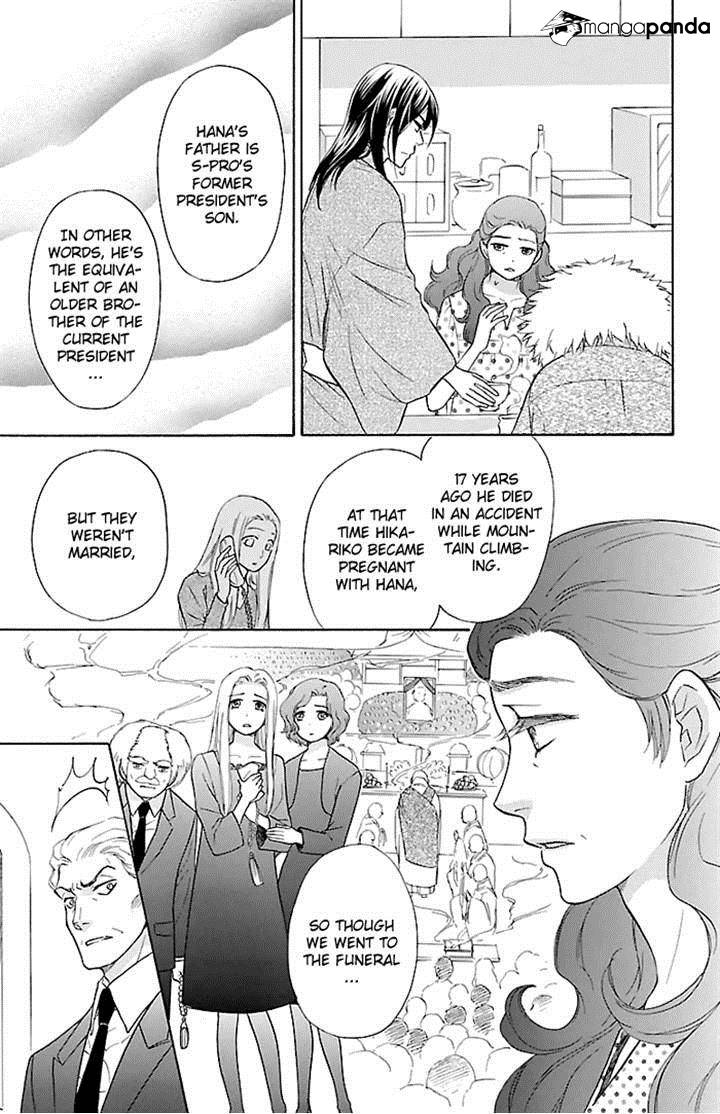 mangapanda
HANA'S
FATHER IS
S-PRO'S
FORMER
PRESIDENT'S
SON.
IN OTHER
WORDS, HE'S
THE EQUIVA-
LENT OF AN
OLDER BRO-
THER OF THE
CURRENT
PRESIDENT
...
17 YEARS
AGO HE DIED
IN AN ACCIDENT
WHILE MOUN-
TAIN CLIMB-
ING.
AT THAT
TIME HIKA-
RIKO BECAME
PREGNANT
WITH HANA,
BUT THEY
WEREN'T
MARRIED,
SO THOUGH
WE WENT TO
THE FUNERAL
...